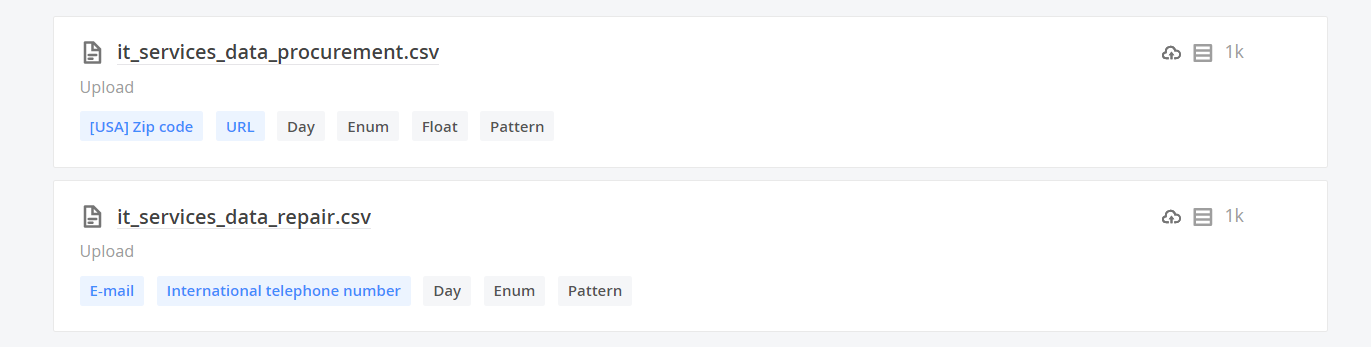 it_services_data_procurement.csv 1k
Upload
[USA] Zip code URL Day Enum Float Pattern
it_services_data_repair.csv 1k
Upload
E-mail International telephone number Day Enum Pattern